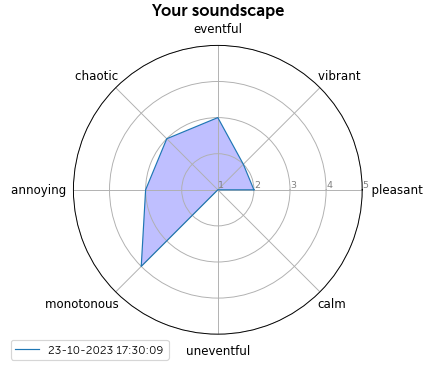 Your soundscape
eventful
chaotic
vibrant
annoying
1
2
3
4
5
pleasant
monotonous
calm
uneventful
23-10-2023 17:30:09